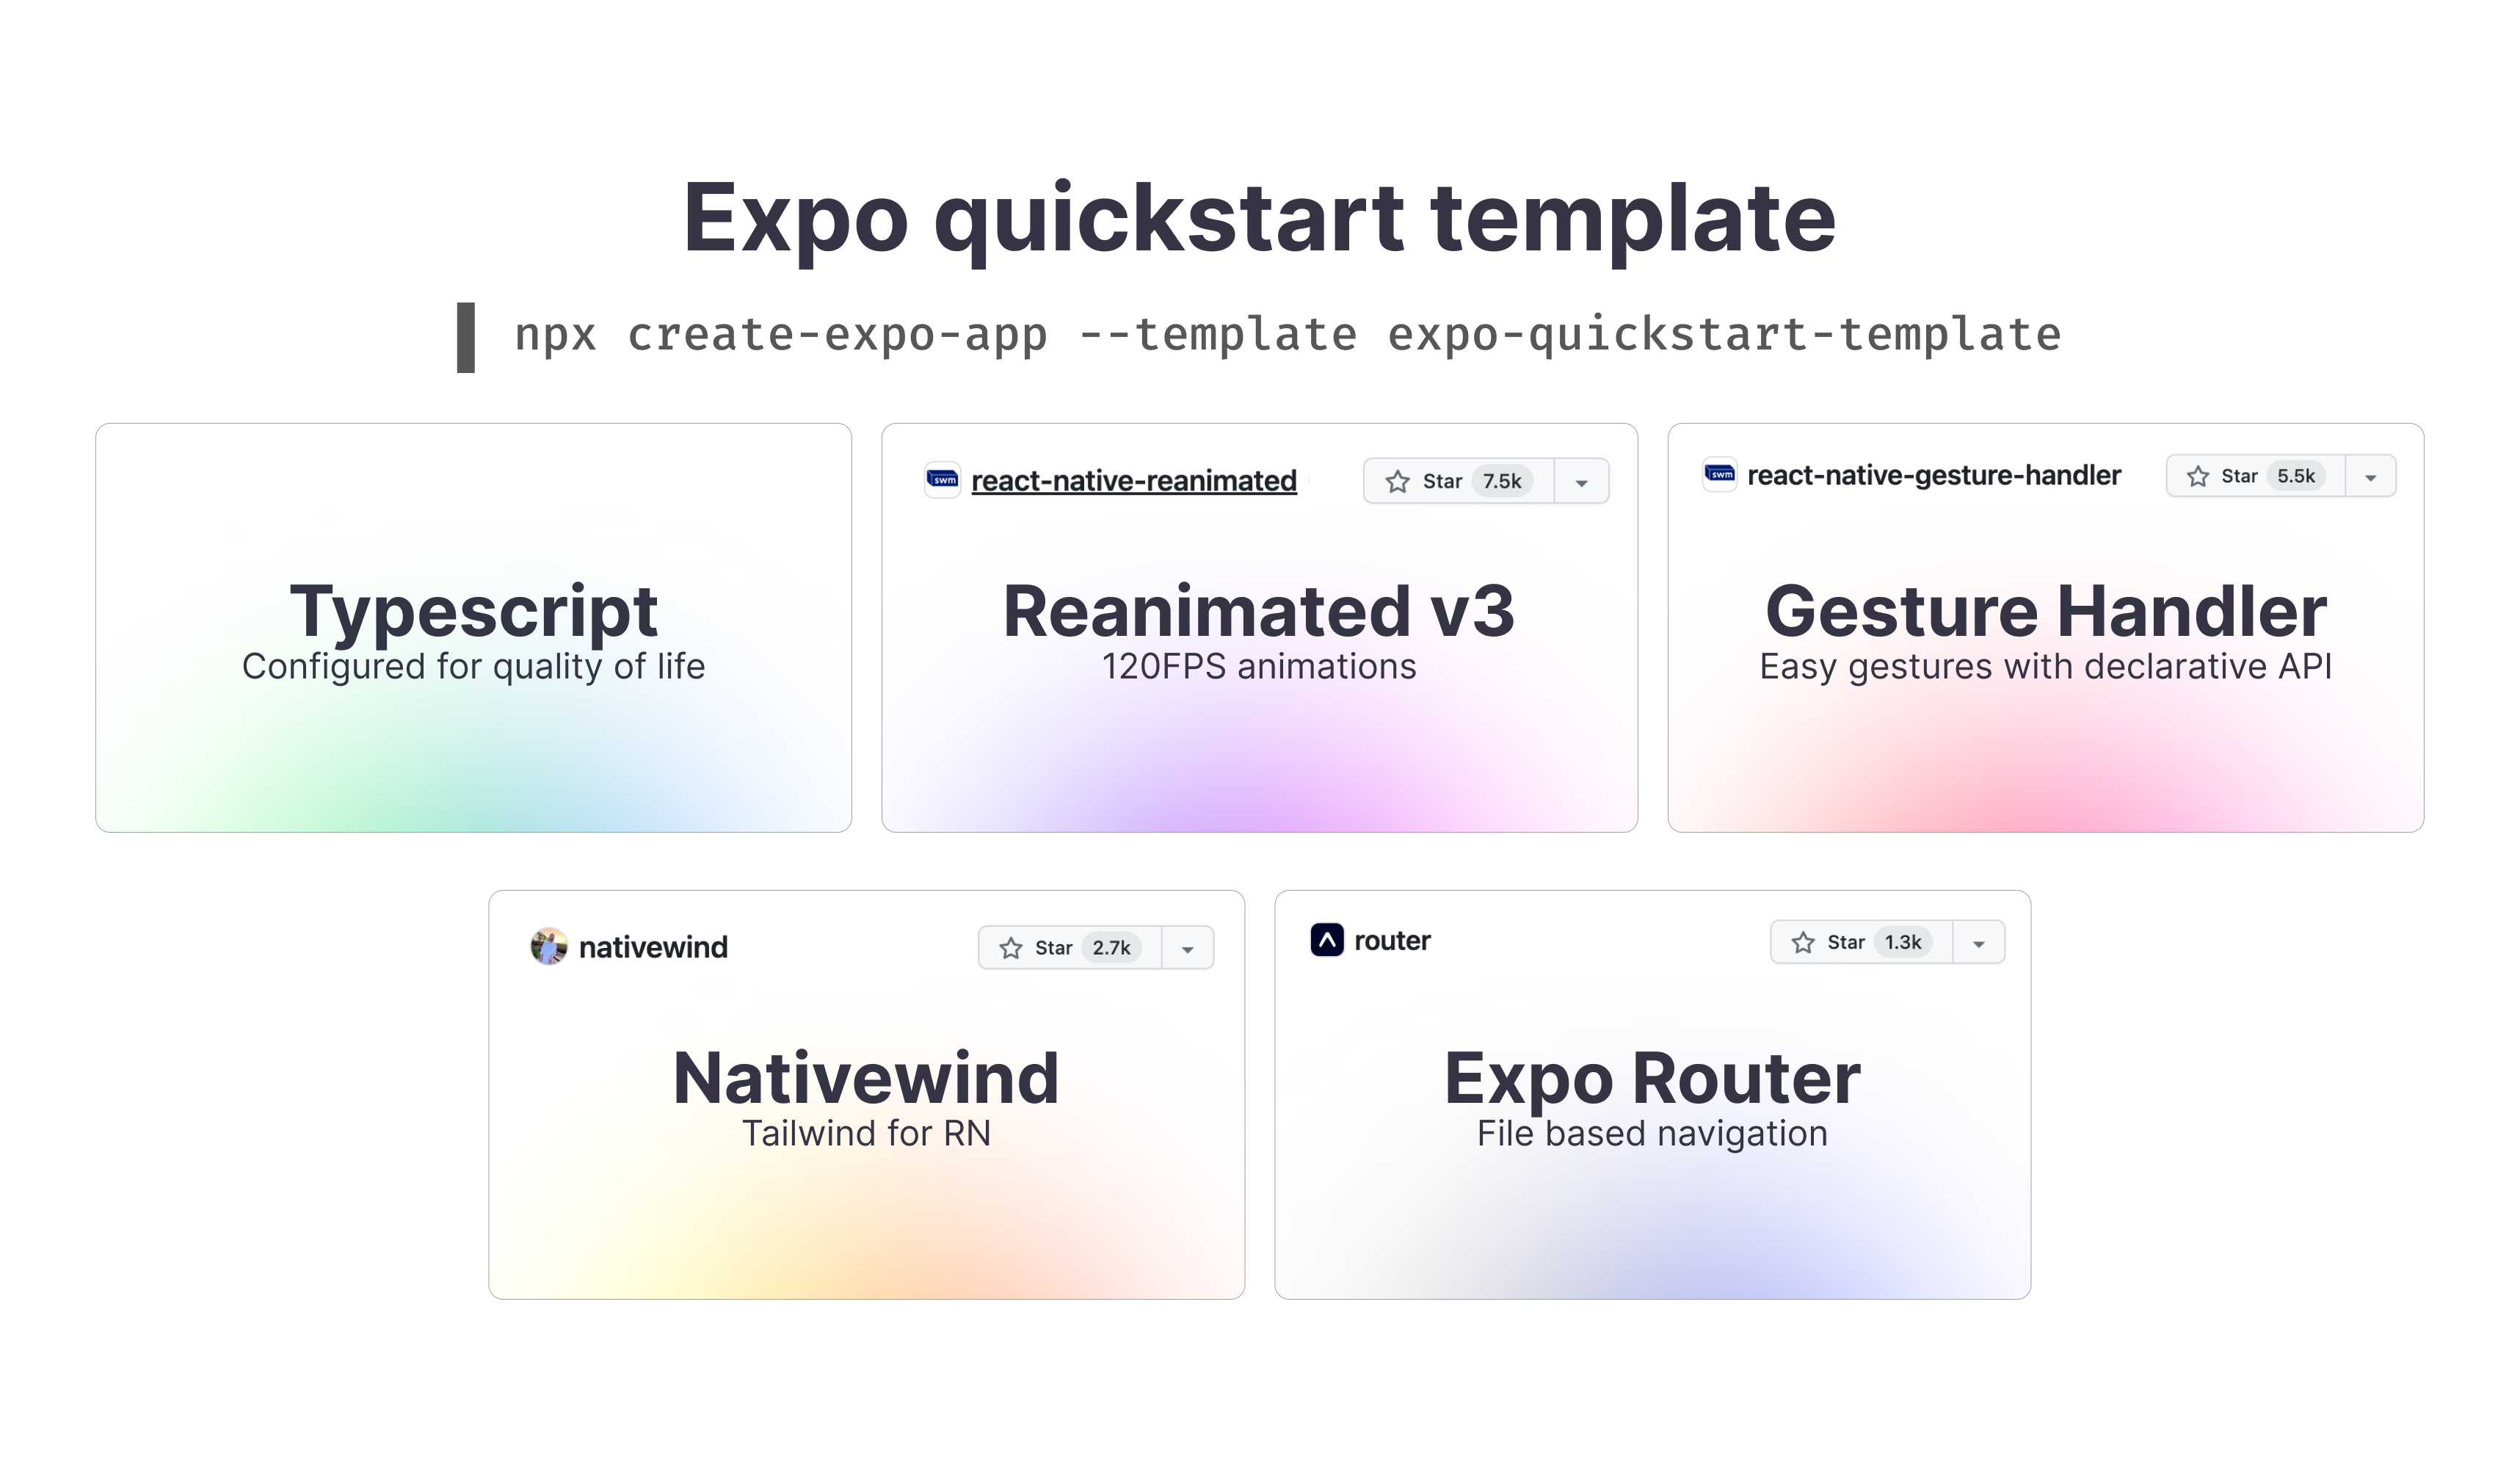 Expo quickstart template
npx create-expo-app --template expo-quickstart-template
Typescript
Configured for quality of life
swm react-native-reanimated
Star 7.5k
Reanimated v3
120FPS animations
swm react-native-gesture-handler
Star 5.5k
Gesture Handler
Easy gestures with declarative API
nativewind
Star 2.7k
Nativewind
Tailwind for RN
router
Star 1.3k
Expo Router
File based navigation